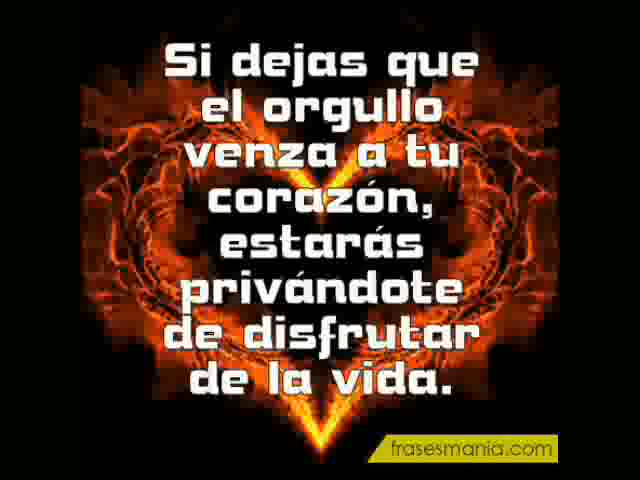 Si dejas que
el orgullo
venza a tu
corazón,
estarás
privándote
de disfrutar
de la vida.
frasesmania.com